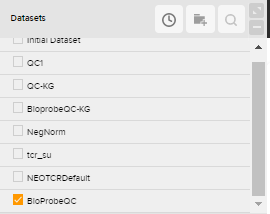 Datasets
Initial Dataset
QC1
QC-KG
BioprobeQC-KG
NegNorm
tcr_su
NEOTCRDefault
BioProbeQC